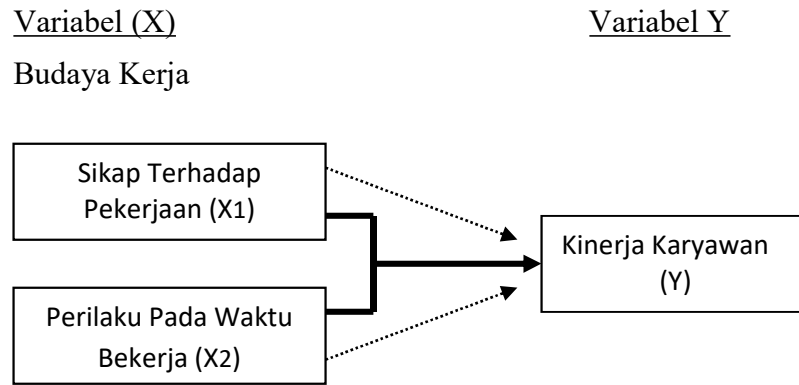 Variabel (X)
Variabel Y
Budaya Kerja
Sikap Terhadap
Pekerjaan (X1)
Kinerja Karyawan
(Y)
Perilaku Pada Waktu
Bekerja (X2)